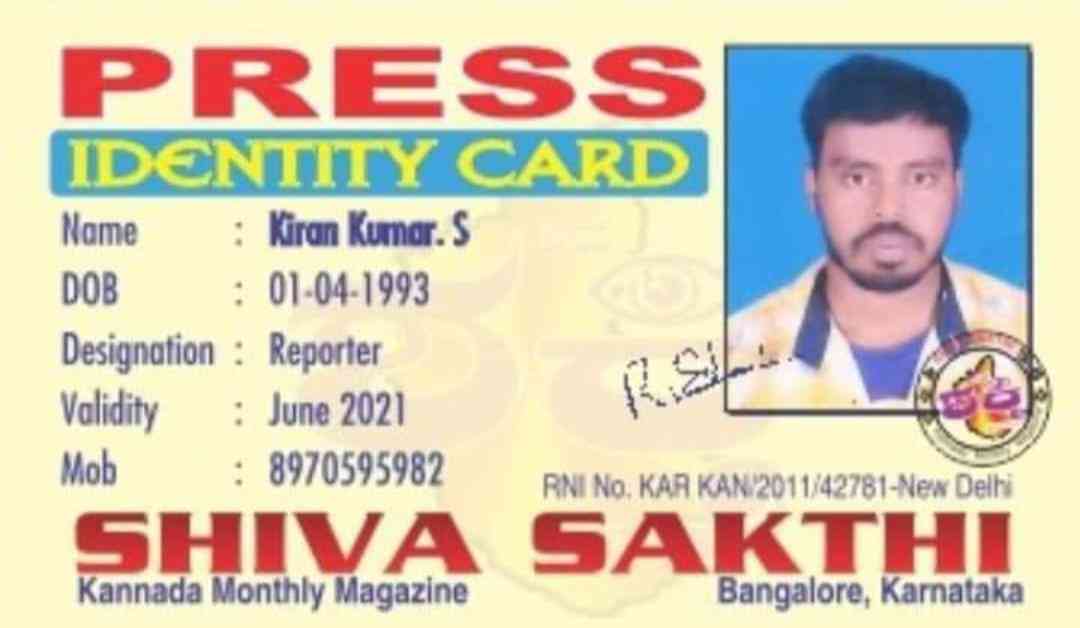 PRESS
IDENTITY CARD
Name : Kiran Kumar. S
DOB : 01-04-1993
Designation : Reporter
Validity : June 2021
Mob : 8970595982
RNI No. KAR KAN/2011/42781-New Delhi
SHIVA SAKTHI
Kannada Monthly Magazine
Bangalore, Karnataka